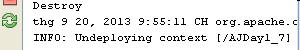 Destroy
thg 9 20, 2013 9:55:11 CH org.apache.c
INFO: Undeploying context [/AJDay1_7]